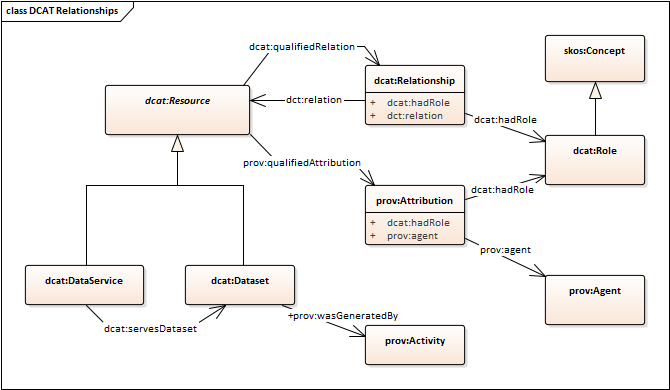 class DCAT Relationships
skos:Concept
dcat:qualifiedRelation
dcat:Relationship
+ dcat:hadRole
+ dct:relation
dcat:Resource
dct:relation
dcat:hadRole
dcat:Role
prov:qualifiedAttribution
dcat:hadRole
prov:Attribution
+ dcat:hadRole
+ prov:agent
prov:agent
dcat:DataService
dcat:Dataset
prov:Agent
dcat:servesDataset
+prov:wasGeneratedBy
prov:Activity